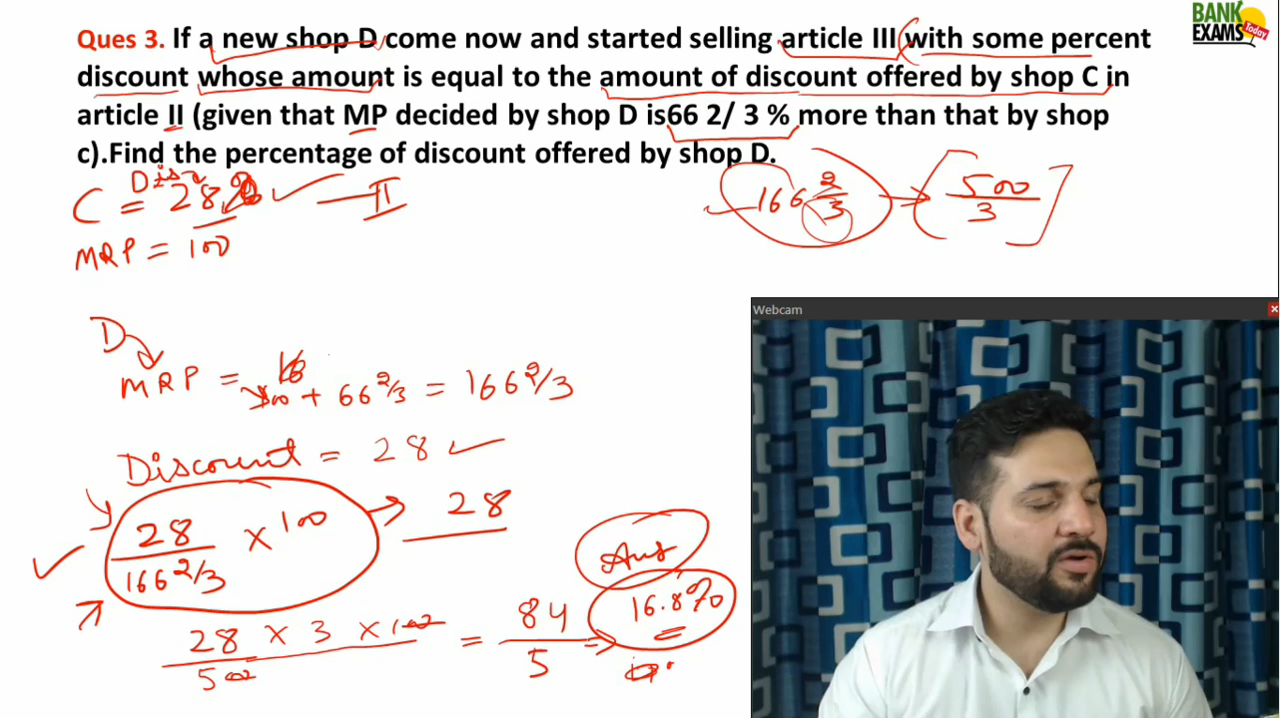 BANK
EXAMS Today
Ques 3. If a new shop D come now and started selling article III with some percent
discount whose amount is equal to the amount of discount offered by shop C in
article II (given that MP decided by shop D is66 2/ 3 % more than that by shop
c).Find the percentage of discount offered by shop D.
C = 28% II
MRP = 100
166 2/3 → [500/3]
Webcam
D
MRP = 100 + 66 2/3 = 166 2/3
Discount = 28
28/166 2/3 × 100 → 28
28 × 3 × 100/500 = 84/5 → 16.8%
Ans